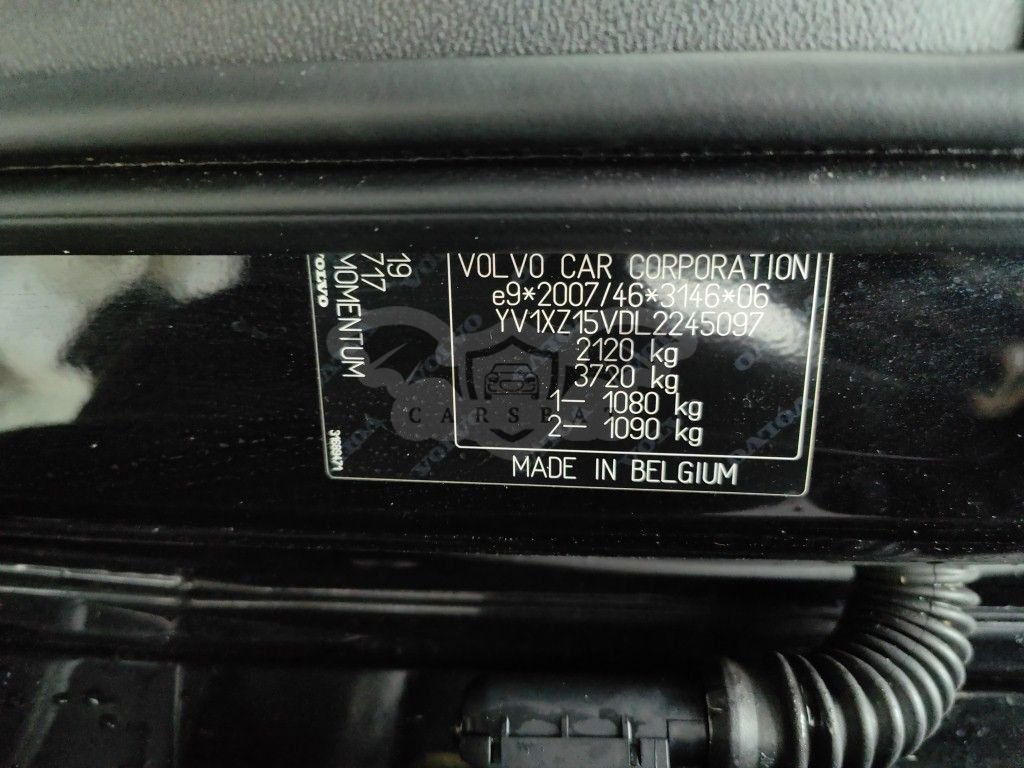 VOLVO CAR CORPORATION
e9*2007/46*3146*06
YV1XZ15VDL2245097
2120 kg
3720 kg
1– 1080 kg
2– 1090 kg
MADE IN BELGIUM
19
717
MOMENTUM
VOLVO